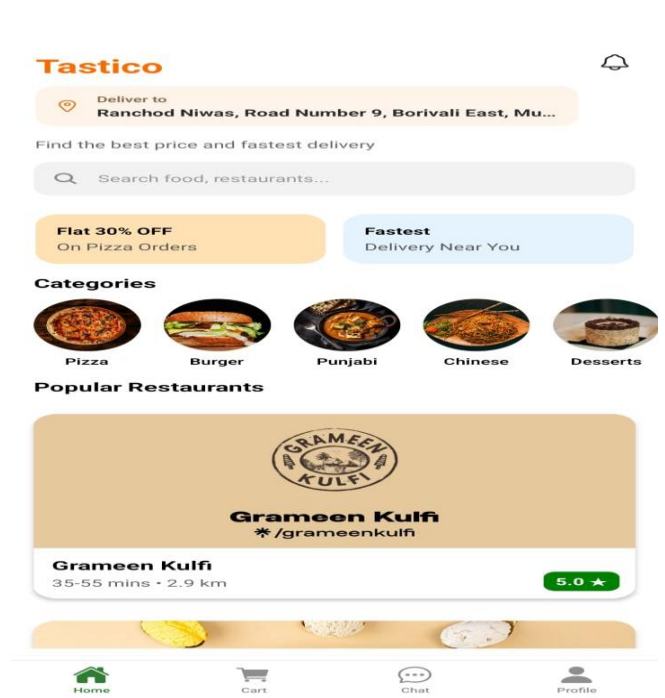 Tastico
Deliver to
Ranchod Niwas, Road Number 9, Borivali East, Mu...
Find the best price and fastest delivery
Search food, restaurants...
Flat 30% OFF
On Pizza Orders
Fastest
Delivery Near You
Categories
Pizza
Burger
Punjabi
Chinese
Desserts
Popular Restaurants
GRAMEEN
KULFI
Grameen Kulfi
/grameenkulfi
Grameen Kulfi
35-55 mins • 2.9 km
5.0 ★
Home
Cart
Chat
Profile